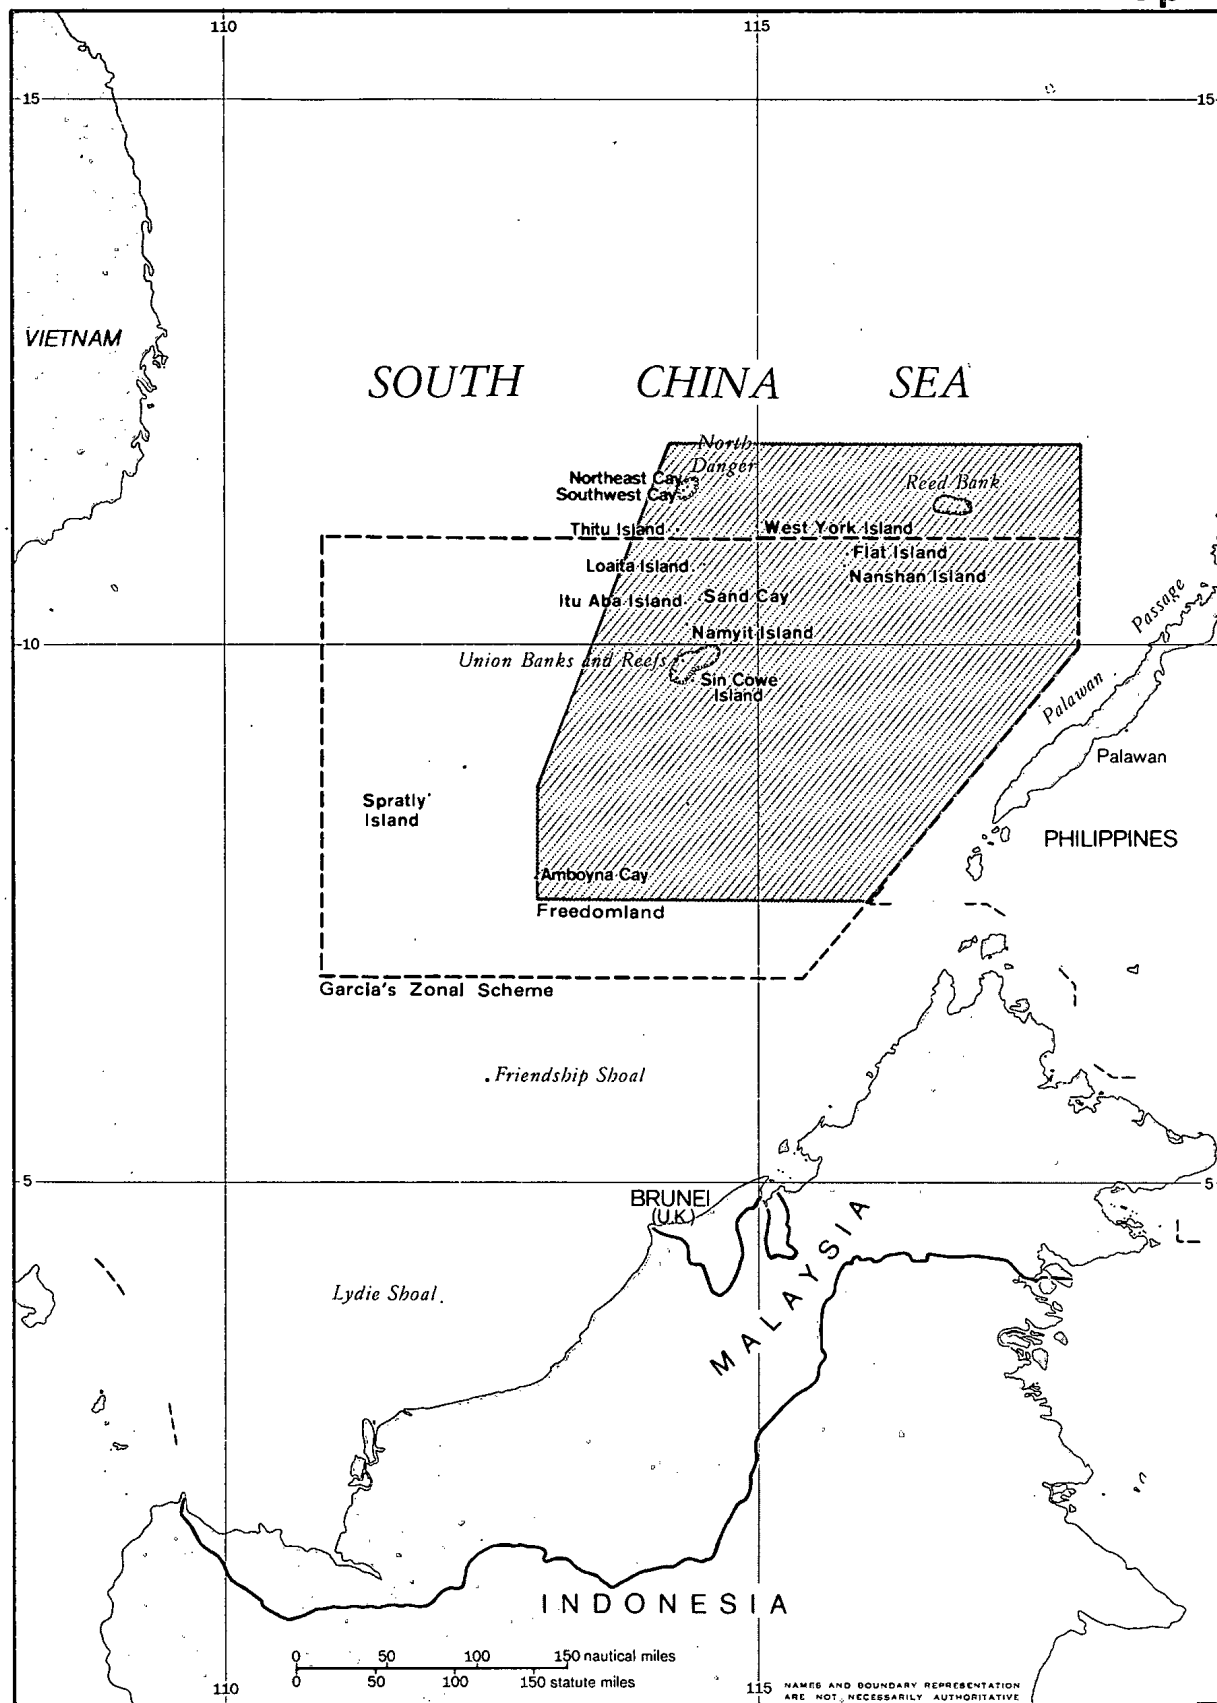 110
115
15
15
VIETNAM
SOUTH CHINA SEA
North
Danger
Northeast Cay
Southwest Cay
Reed Bank
Thitu Island
West York Island
Flat Island
Loaita Island
Nanshan Island
Itu Aba Island
Sand Cay
Passage
Namyit Island
10
10
Union Banks and Reefs
Sin Cowe
Island
Palawan
Palawan
Spratly
Island
PHILIPPINES
Amboyna Cay
Freedomland
Garcia's Zonal Scheme
Friendship Shoal
5
5
BRUNEI
(U.K.)
MALAYSIA
Lydie Shoal
INDONESIA
0 50 100 150 nautical miles
0 50 100 150 statute miles
110
115
NAMES AND BOUNDARY REPRESENTATION
ARE NOT NECESSARILY AUTHORITATIVE